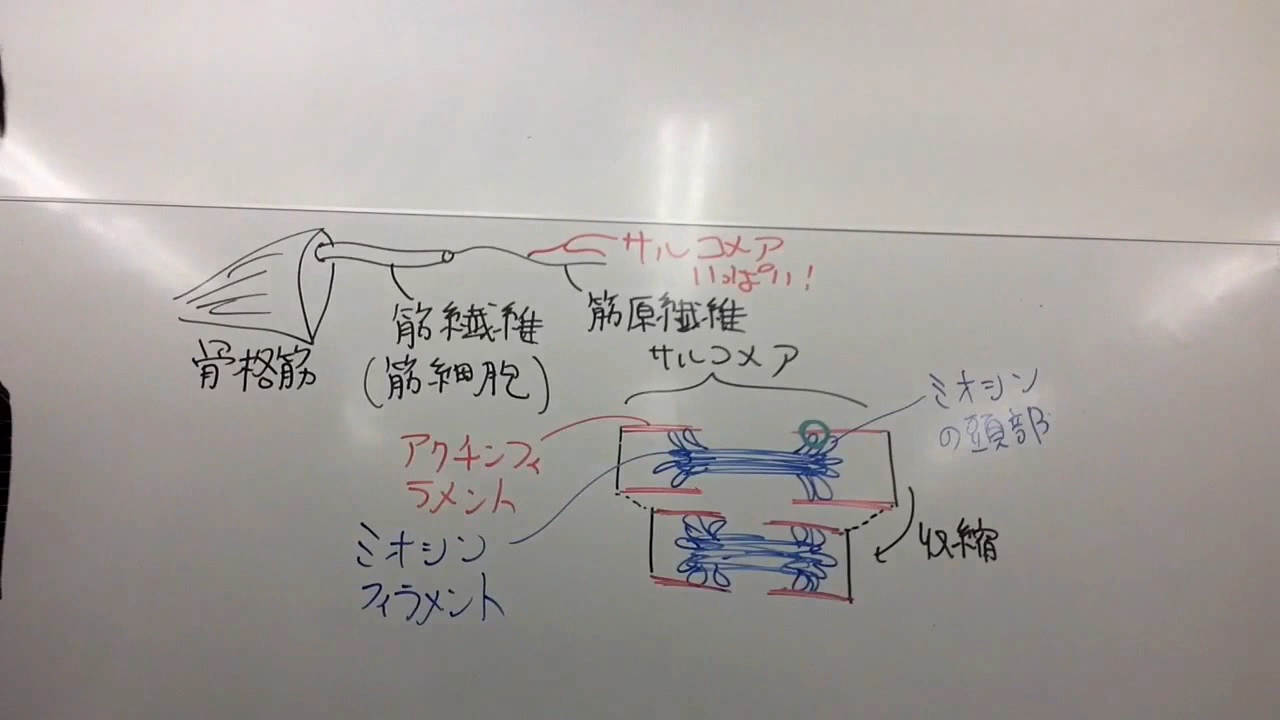 サルコメア
いっぱい!
骨格筋
筋繊維
(筋細胞)
筋原繊維
サルコメア
アクチンフィ
ラメント
ミオシン
フィラメント
ミオシン
の頭部
収縮